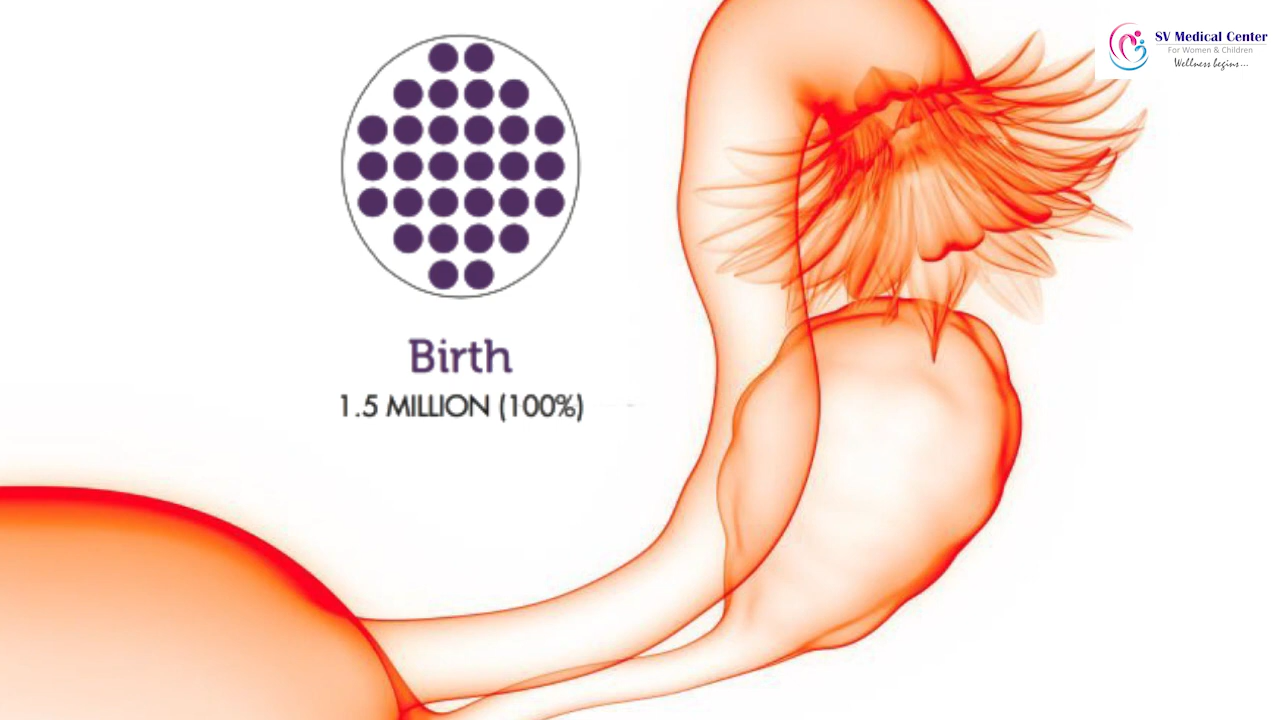 SV Medical Center
For Women & Children
Wellness begins...
Birth
1.5 MILLION (100%)